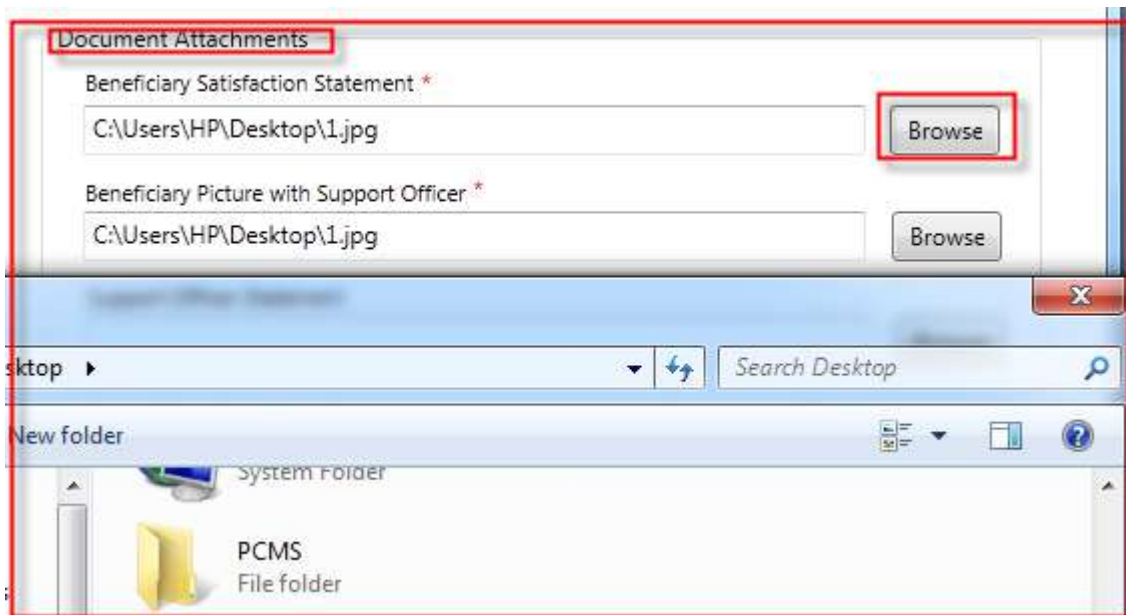 Document Attachments
Beneficiary Satisfaction Statement *
C:\Users\HP\Desktop\1.jpg Browse
Beneficiary Picture with Support Officer *
C:\Users\HP\Desktop\1.jpg Browse
sktop
Search Desktop
New folder
System Folder
PCMS
File folder